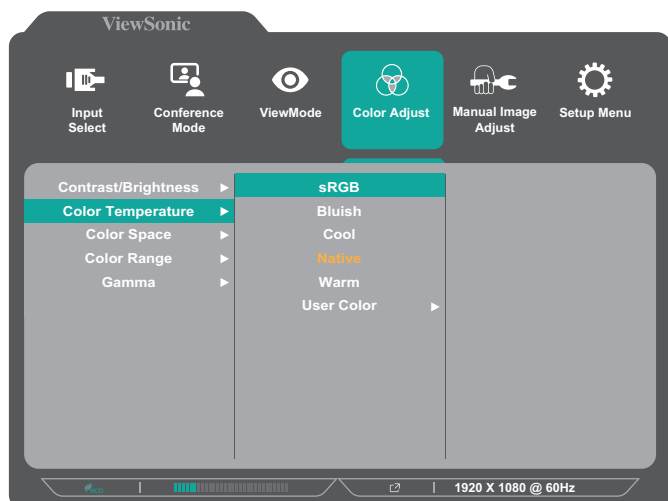 ViewSonic
Input Select
Conference Mode
ViewMode
Color Adjust
Manual Image Adjust
Setup Menu
Contrast/Brightness
Color Temperature
Color Space
Color Range
Gamma
sRGB
Bluish
Cool
Native
Warm
User Color
eco
1920 X 1080 @ 60Hz